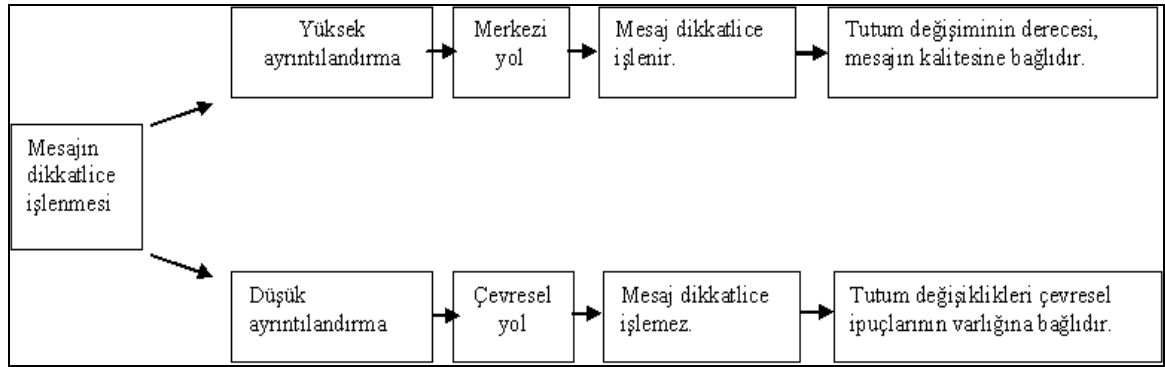 Yüksek
ayrıntılandırma
Merkezi
yol
Mesaj dikkatlice
işlenir.
Tutum değişiminin derecesi,
mesajın kalitesine bağlıdır.
Mesajın
dikkatlice
işlenmesi
Düşük
ayrıntılandırma
Çevresel
yol
Mesaj dikkatlice
işlemez.
Tutum değişiklikleri çevresel
ipuçlarının varlığına bağlıdır.